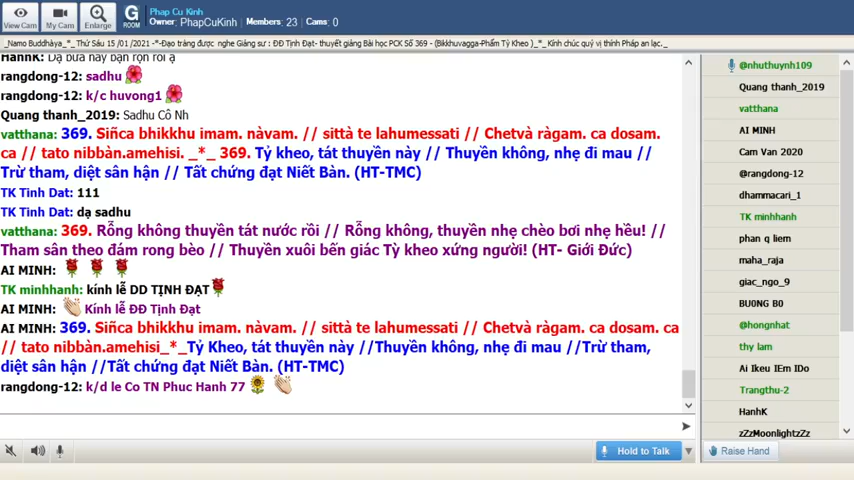 Phap Cu Kinh
Owner: PhapCuKinh Members: 23 Cams: 0
View Cam
My Cam
Enlarge
G
ROOM
_Namo Buddhàya_*_ Thứ Sáu 15 /01 /2021 -*-Đạo tràng được nghe Giảng sư : ĐĐ Tịnh Đạt- thuyết giảng Bài học PCK Số 369 - (Bikkhuvagga-Phẩm Tỳ Kheo )_*_ Kính chúc quý vị thính Pháp an lạc._
HanhK: Dạ bữa nay bận rộn rồi ạ
rangdong-12: sadhu
rangdong-12: k/c huvong1
Quang thanh_2019: Sadhu Cô Nh
vatthana: 369. Siñca bhikkhu imam. nàvam. // sittà te lahumessati // Chetvà ràgam. ca dosam.
ca // tato nibbàn.amehisi. _*_ 369. Tỷ kheo, tát thuyền này // Thuyền không, nhẹ đi mau //
Trừ tham, diệt sân hận // Tất chứng đạt Niết Bàn. (HT-TMC)
TK Tinh Dat: 111
TK Tinh Dat: dạ sadhu
vatthana: 369. Rỗng không thuyền tát nước rồi // Rỗng không, thuyền nhẹ chèo bơi nhẹ hều! //
Tham sân theo đám rong bèo // Thuyền xuôi bến giác Tỳ kheo xứng người! (HT- Giới Đức)
AI MINH:
TK minhhanh: kính lễ DD TỊNH ĐẠT
AI MINH: Kính lễ ĐĐ Tịnh Đạt
AI MINH: 369. Siñca bhikkhu imam. nàvam. // sittà te lahumessati // Chetvà ràgam. ca dosam. ca
// tato nibbàn.amehisi_*_Tỷ Kheo, tát thuyền này //Thuyền không, nhẹ đi mau //Trừ tham,
diệt sân hận //Tất chứng đạt Niết Bàn. (HT-TMC)
rangdong-12: k/d le Co TN Phuc Hanh 77
@nhuthuynh109
Quang thanh_2019
vatthana
AI MINH
Cam Van 2020
@rangdong-12
dhammacari_1
TK minhhanh
phan q liem
maha_raja
giac_ngo_9
BU0NG B0
@hongnhat
thy lam
Ai Ikeu IEm IDo
Trangthu-2
HanhK
zZzMoonlightzZz
Hold to Talk
Raise Hand